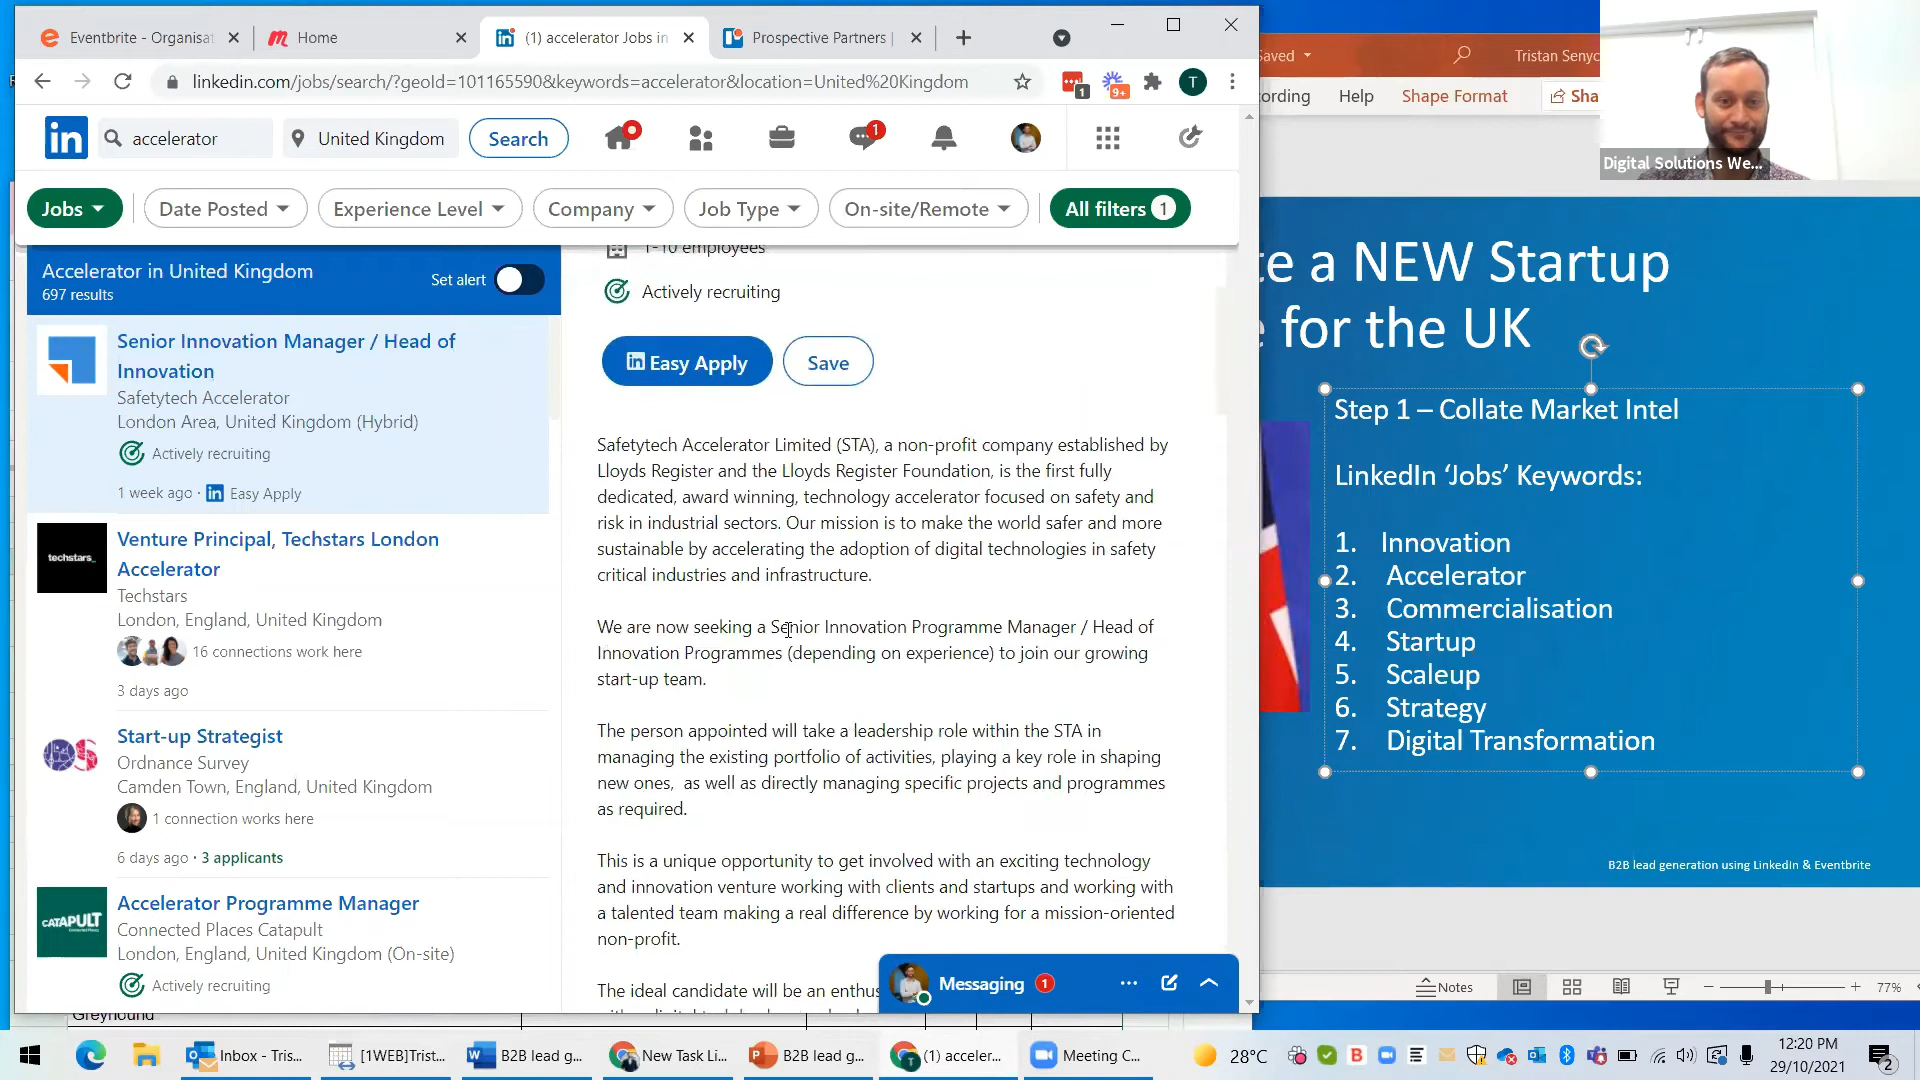 Eventbrite - Organisat
Home
(1) accelerator Jobs in
Prospective Partners |
linkedin.com/jobs/search/?geoId=101165590&keywords=accelerator&location=United%20Kingdom
1
9+
T
in
accelerator
United Kingdom
Search
1
Jobs
Date Posted
Experience Level
Company
Job Type
On-site/Remote
All filters 1
Accelerator in United Kingdom
697 results
Set alert
Senior Innovation Manager / Head of
Innovation
Safetytech Accelerator
London Area, United Kingdom (Hybrid)
Actively recruiting
1 week ago · in Easy Apply
techstars_
Venture Principal, Techstars London
Accelerator
Techstars
London, England, United Kingdom
16 connections work here
3 days ago
Start-up Strategist
Ordnance Survey
Camden Town, England, United Kingdom
1 connection works here
6 days ago · 3 applicants
CATAPULT
Connected Places
Accelerator Programme Manager
Connected Places Catapult
London, England, United Kingdom (On-site)
Actively recruiting
1-10 employees
Actively recruiting
in Easy Apply
Save
Safetytech Accelerator Limited (STA), a non-profit company established by
Lloyds Register and the Lloyds Register Foundation, is the first fully
dedicated, award winning, technology accelerator focused on safety and
risk in industrial sectors. Our mission is to make the world safer and more
sustainable by accelerating the adoption of digital technologies in safety
critical industries and infrastructure.
We are now seeking a Senior Innovation Programme Manager / Head of
Innovation Programmes (depending on experience) to join our growing
start-up team.
The person appointed will take a leadership role within the STA in
managing the existing portfolio of activities, playing a key role in shaping
new ones, as well as directly managing specific projects and programmes
as required.
This is a unique opportunity to get involved with an exciting technology
and innovation venture working with clients and startups and working with
a talented team making a real difference by working for a mission-oriented
non-profit.
The ideal candidate will be an enthus
Messaging 1
Greyhound
Saved
Tristan Senyc
ording
Help
Shape Format
Sha
Digital Solutions We...
te a NEW Startup
e for the UK
Step 1 – Collate Market Intel
LinkedIn ‘Jobs’ Keywords:
1. Innovation
2. Accelerator
3. Commercialisation
4. Startup
5. Scaleup
6. Strategy
7. Digital Transformation
B2B lead generation using LinkedIn & Eventbrite
Notes
77%
Inbox - Tris...
[1WEB]Trist...
B2B lead g...
New Task Li...
B2B lead g...
(1) acceler...
Meeting C...
28°C
12:20 PM
29/10/2021
2